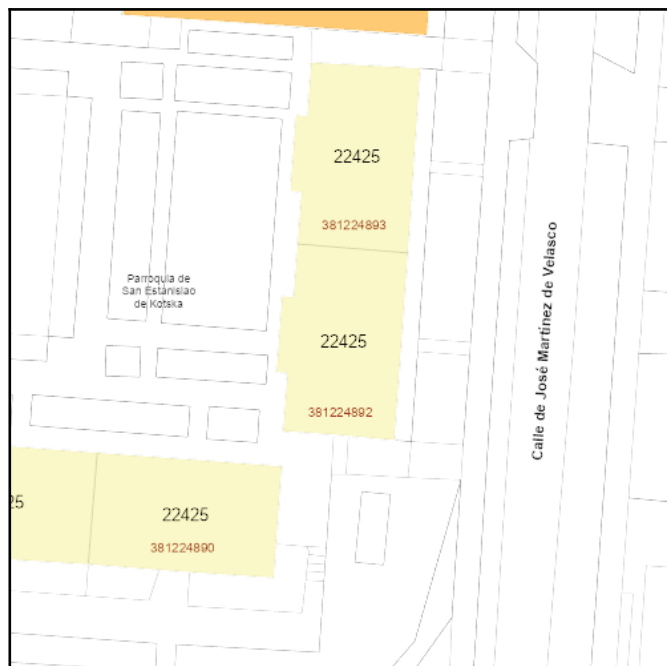 22425
381224893
Parroquia de
San Estanislao
de Kotska
Calle de José Martínez de Velasco
22425
381224892
25
22425
381224890